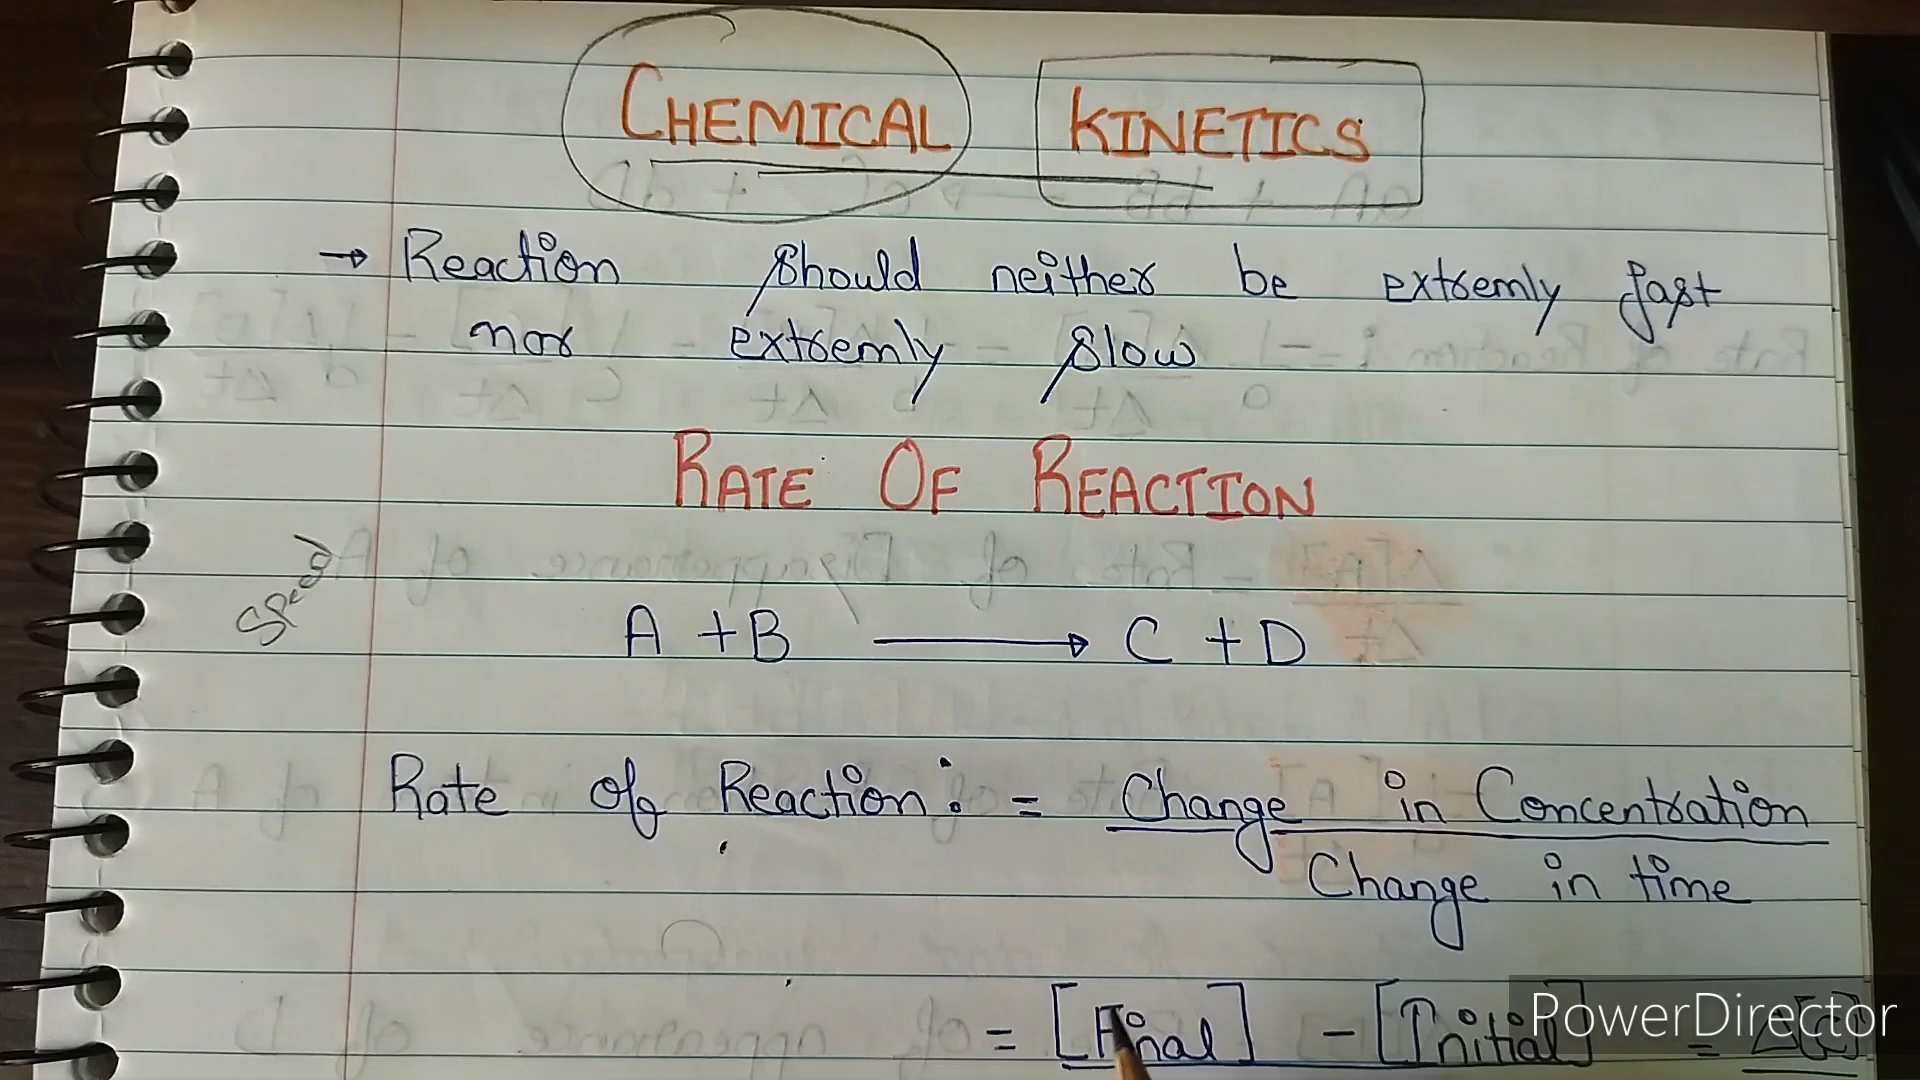 CHEMICAL KINETICS
→ Reaction should neither be extremly fast
nor extremly slow
RATE OF REACTION
Speed
A + B → C + D
Rate of Reaction: = Change in Concentration
Change in time
= [Final] - [Initial] = Δ[C]
PowerDirector